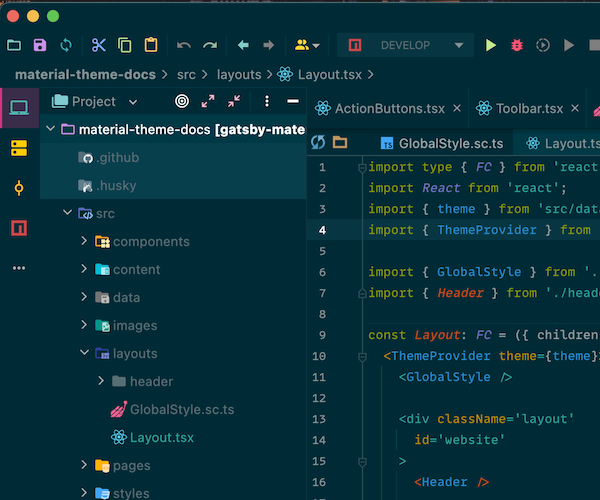 DEVELOP
material-theme-docs > src > layouts > Layout.tsx >
Project
ActionButtons.tsx
Toolbar.tsx
material-theme-docs [gatsby-mate
GlobalStyle.sc.ts
Layout.ts
.github
.husky
src
components
content
data
images
layouts
header
GlobalStyle.sc.ts
Layout.tsx
pages
styles
1 import type { FC } from 'react
2 import React from 'react';
3 import { theme } from 'src/dat
4 import { ThemeProvider } from
5
6 import { GlobalStyle } from '.
7 import { Header } from './head
8
9 const Layout: FC = ({ children
10 <ThemeProvider theme={theme}>
11 <GlobalStyle />
12
13 <div className='layout'
14 id='website'
15 >
16 <Header />